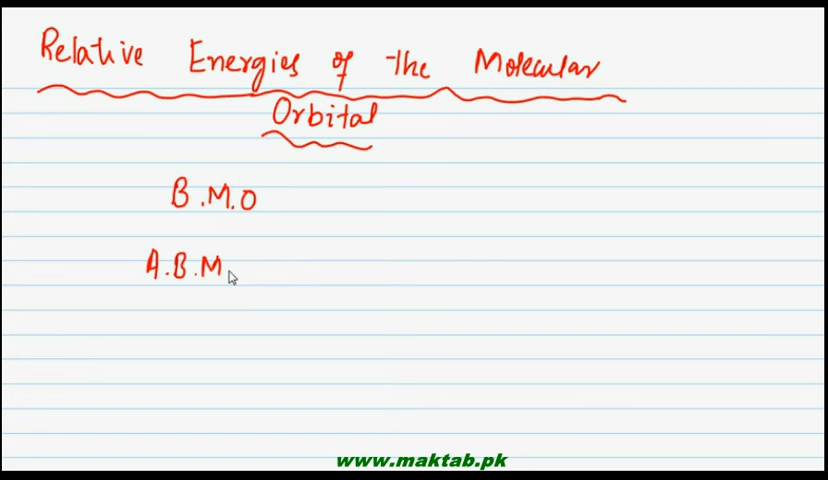 Relative Energies of the Molecular
Orbital
B.M.O
A.B.M
www.maktab.pk